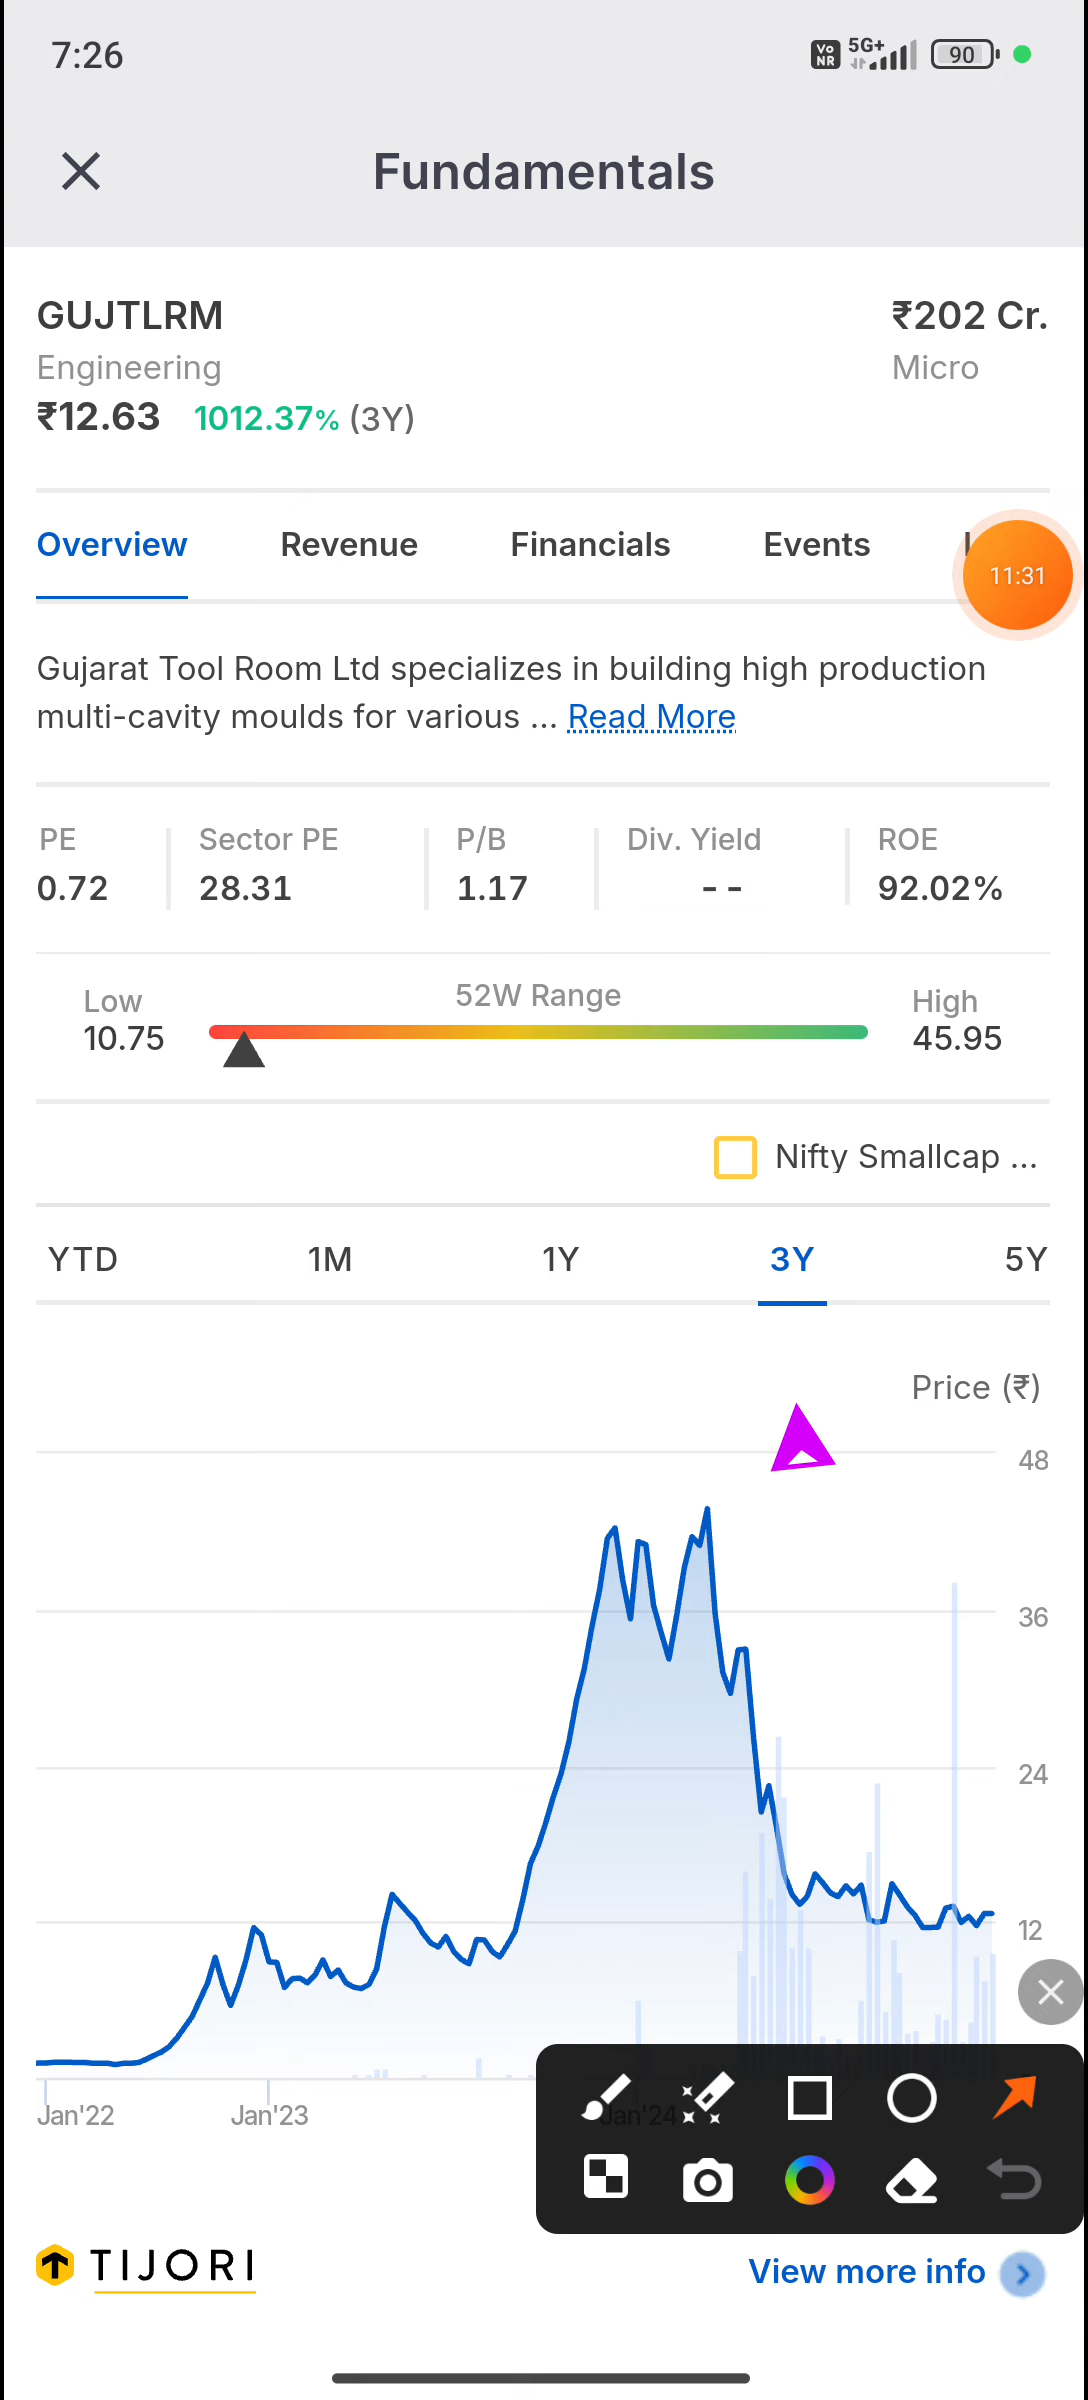 7:26
Vo NR 5G+ 90
Fundamentals
GUJTLRM ₹202 Cr.
Engineering Micro
₹12.63 1012.37% (3Y)
Overview Revenue Financials Events
11:31
Gujarat Tool Room Ltd specializes in building high production
multi-cavity moulds for various ... Read More
PE Sector PE P/B Div. Yield ROE
0.72 28.31 1.17 -- 92.02%
Low 52W Range High
10.75 45.95
Nifty Smallcap ...
YTD 1M 1Y 3Y 5Y
Price (₹)
48
36
24
12
Jan'22 Jan'23 Jan'24
TIJORI View more info